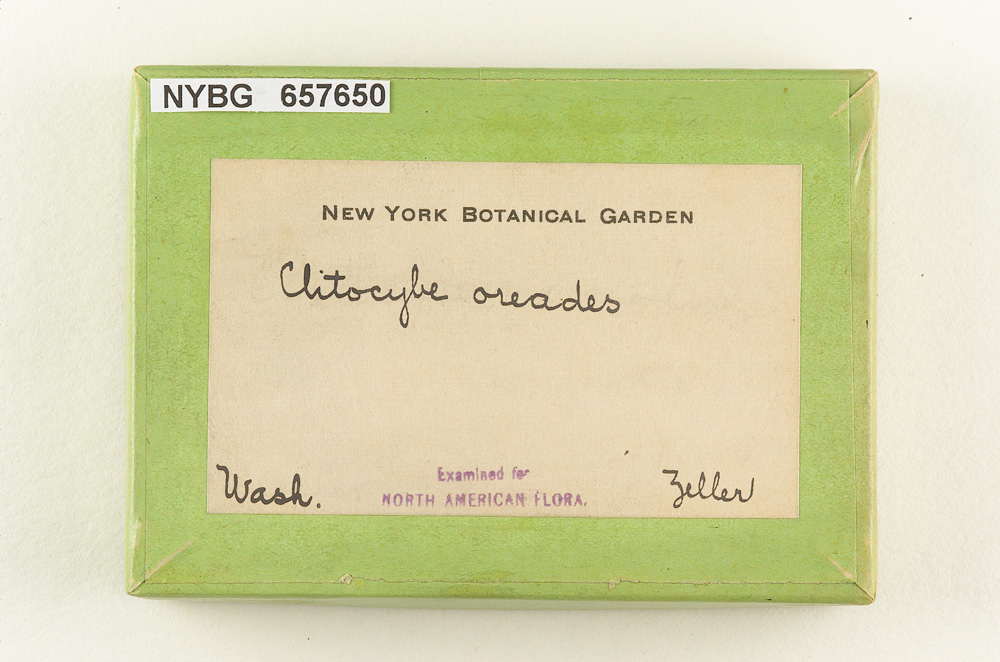 NYBG 657650
NEW YORK BOTANICAL GARDEN
Clitocybe oreades
Wash.
Examined for
NORTH AMERICAN FLORA.
Zeller